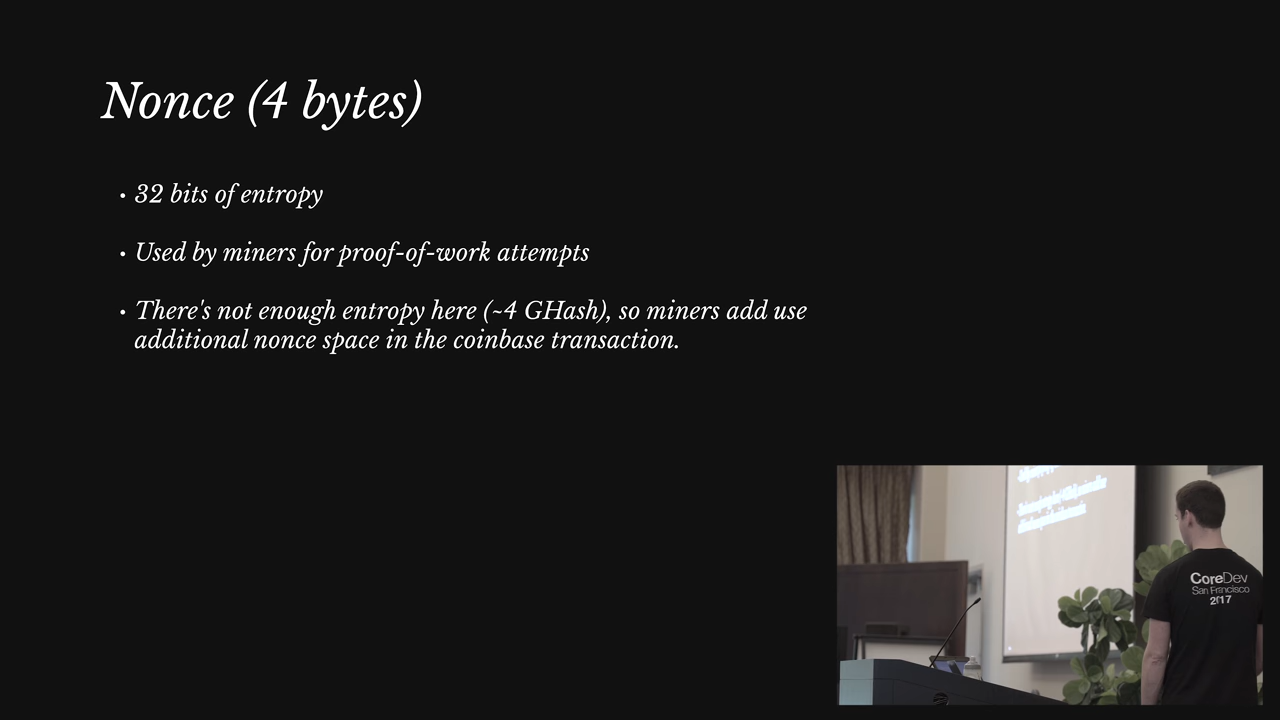 Nonce (4 bytes)
• 32 bits of entropy
• Used by miners for proof-of-work attempts
• There's not enough entropy here (~4 GHash), so miners add use
additional nonce space in the coinbase transaction.
CoreDev
San Francisco
2017